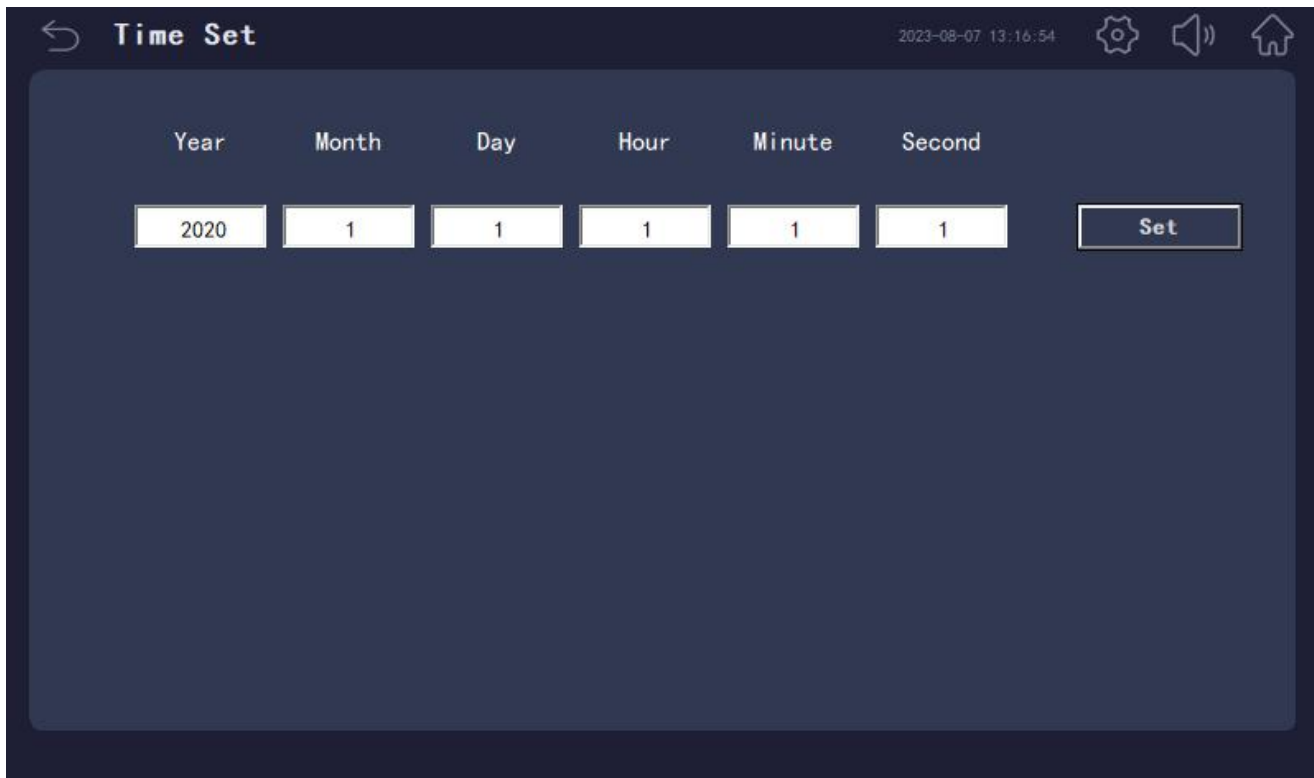 Time Set 2023-08-07 13:16:54
Year Month Day Hour Minute Second
2020 1 1 1 1 1 Set